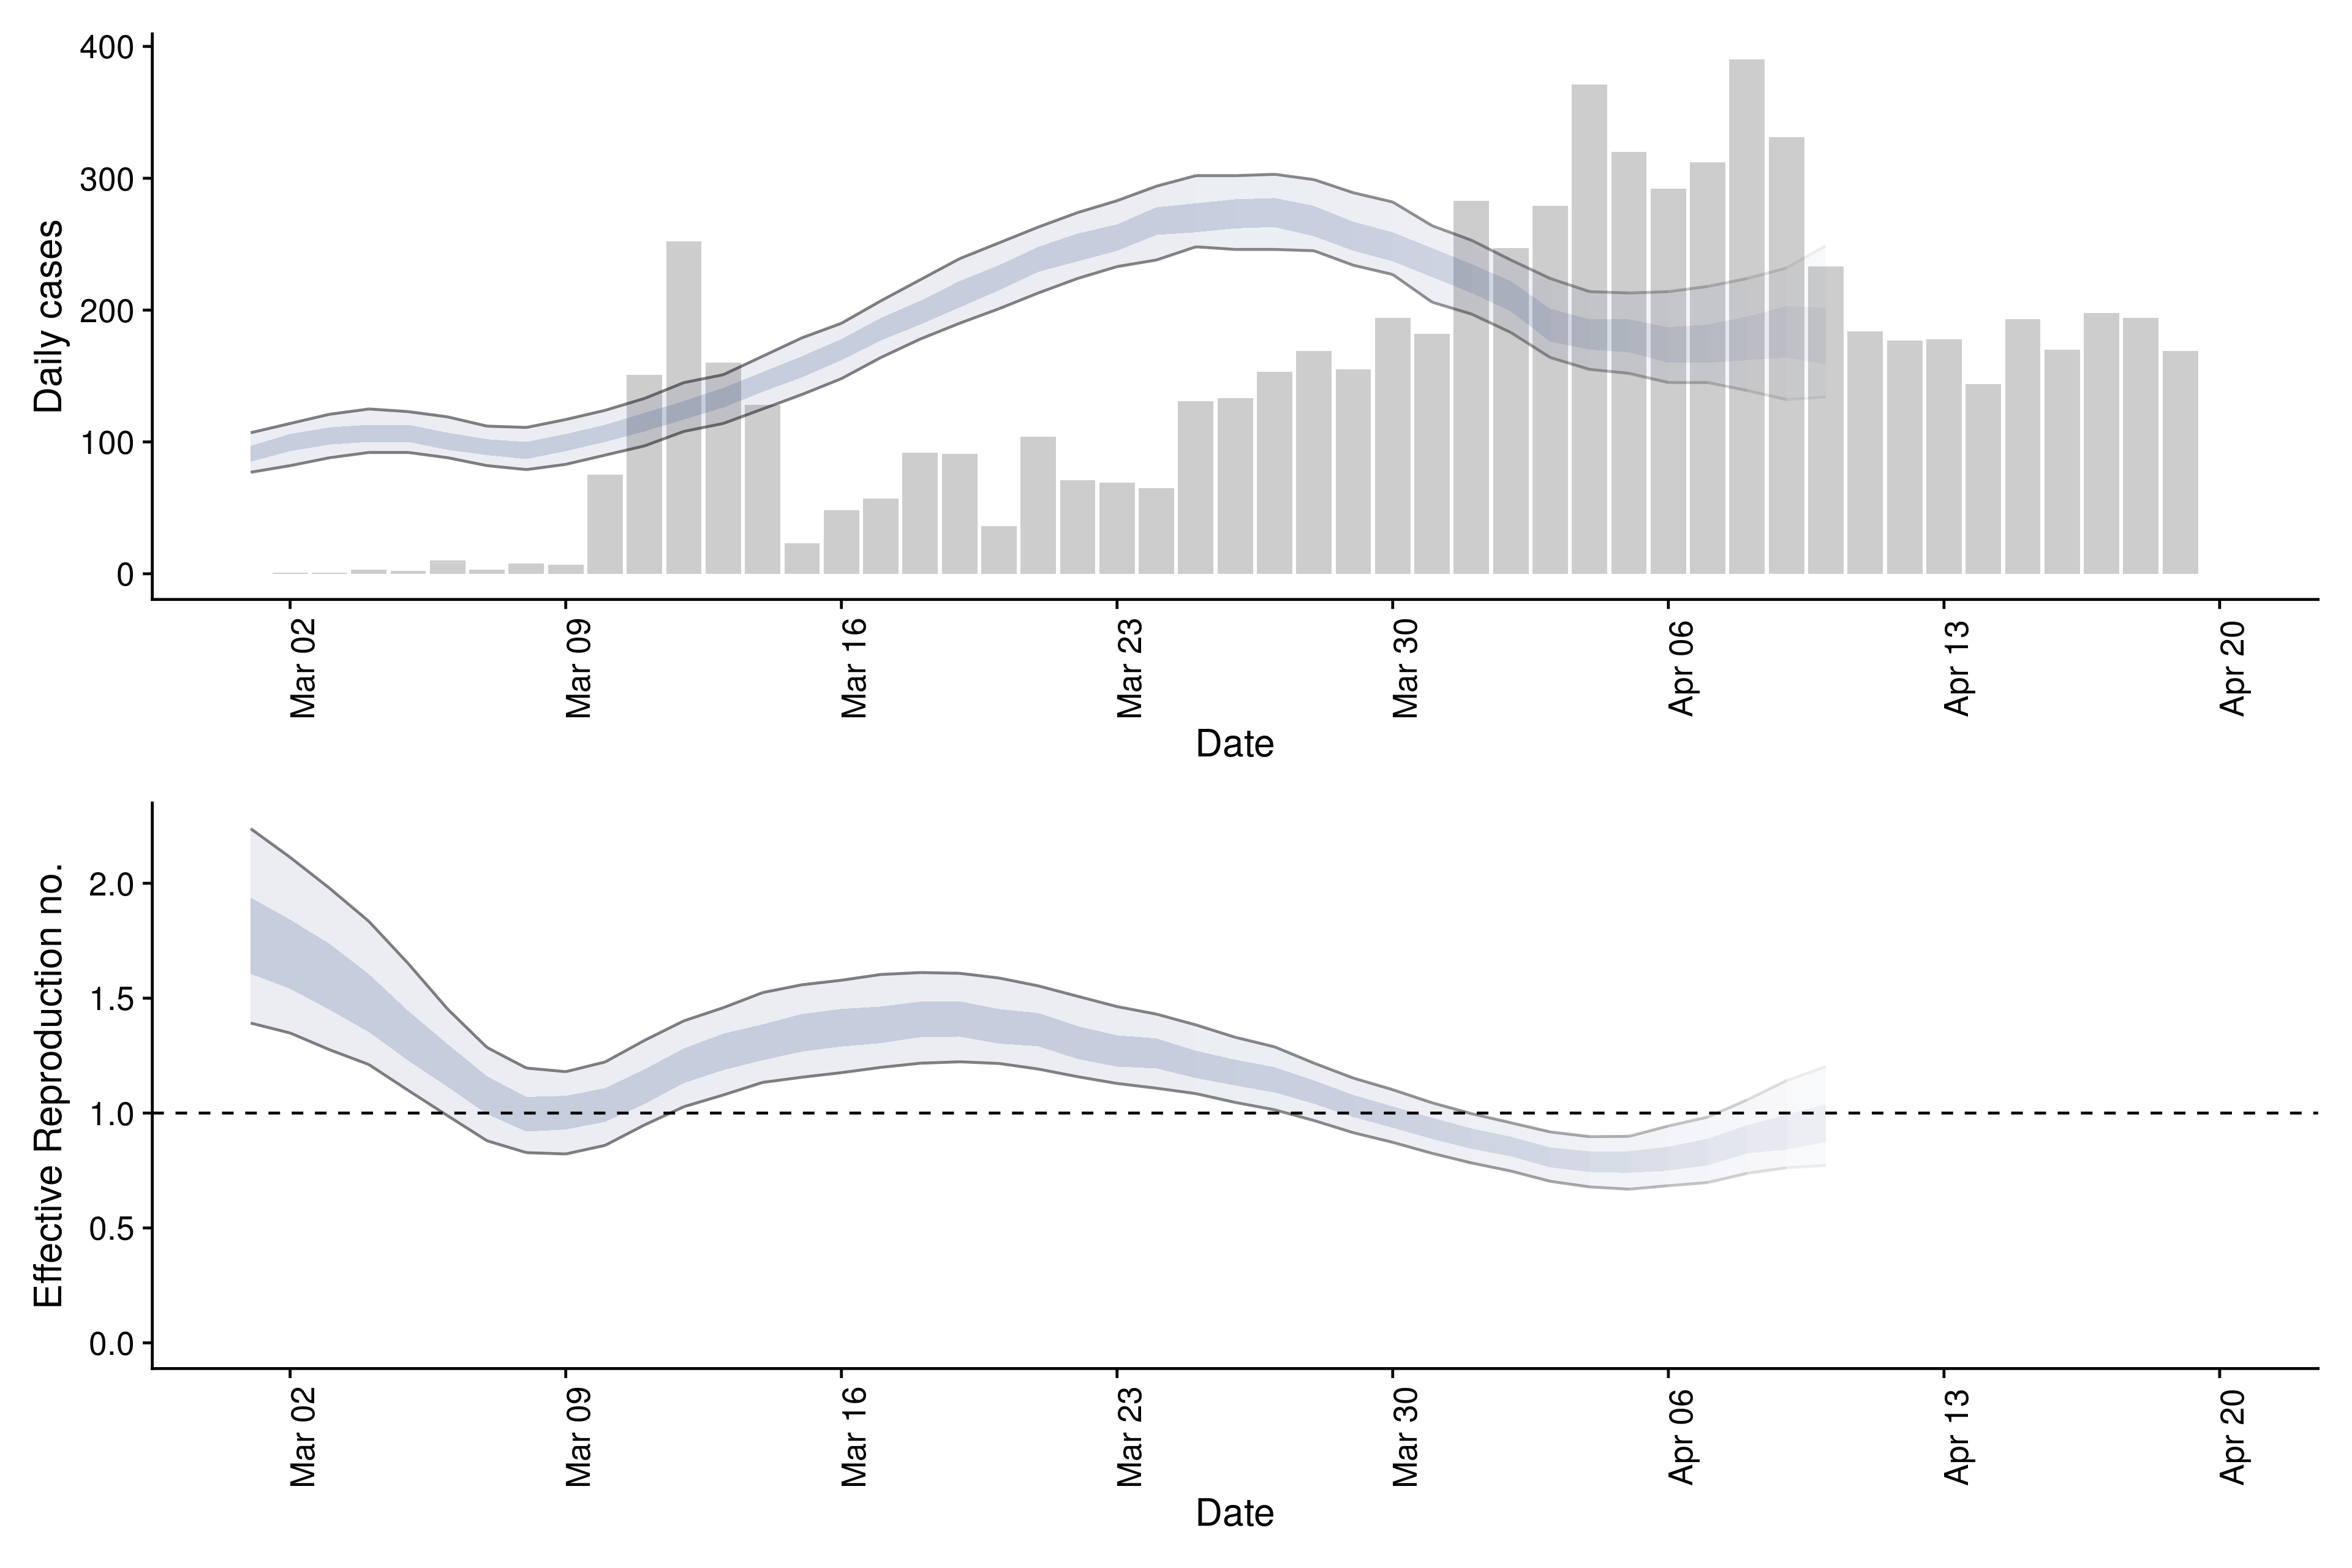 Daily cases
400
300
200
100
0
Mar 02
Mar 09
Mar 16
Mar 23
Mar 30
Apr 06
Apr 13
Apr 20
Date
Effective Reproduction no.
2.0
1.5
1.0
0.5
0.0
Mar 02
Mar 09
Mar 16
Mar 23
Mar 30
Apr 06
Apr 13
Apr 20
Date